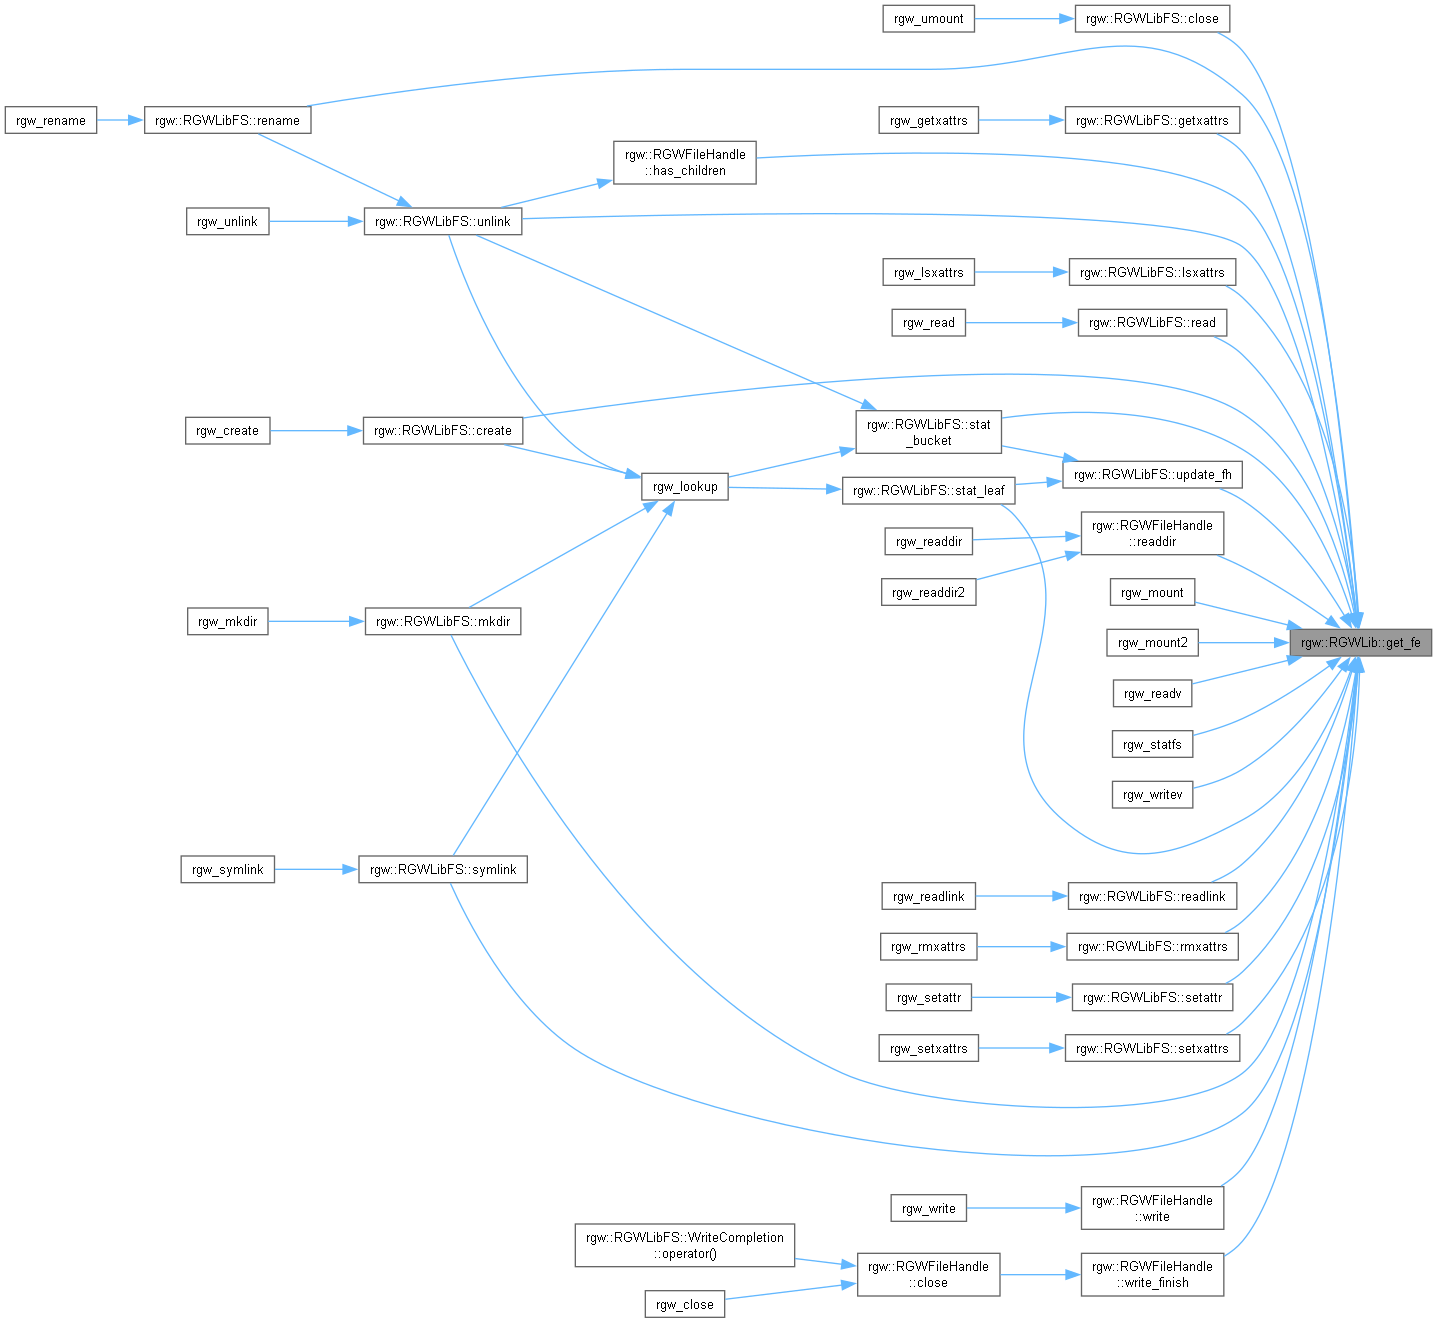 rgw_umount
rgw::RGWLibFS::close
rgw_rename
rgw::RGWLibFS::rename
rgw_getxattrs
rgw::RGWLibFS::getxattrs
rgw::RGWFileHandle
::has_children
rgw_unlink
rgw::RGWLibFS::unlink
rgw_lsxattrs
rgw::RGWLibFS::lsxattrs
rgw_read
rgw::RGWLibFS::read
rgw_create
rgw::RGWLibFS::create
rgw::RGWLibFS::stat
_bucket
rgw_lookup
rgw::RGWLibFS::stat_leaf
rgw::RGWLibFS::update_fh
rgw_readdir
rgw::RGWFileHandle
::readdir
rgw_readdir2
rgw_mount
rgw_mkdir
rgw::RGWLibFS::mkdir
rgw_mount2
rgw::RGWLib::get_fe
rgw_readv
rgw_statfs
rgw_writev
rgw_symlink
rgw::RGWLibFS::symlink
rgw_readlink
rgw::RGWLibFS::readlink
rgw_rmxattrs
rgw::RGWLibFS::rmxattrs
rgw_setattr
rgw::RGWLibFS::setattr
rgw_setxattrs
rgw::RGWLibFS::setxattrs
rgw_write
rgw::RGWFileHandle
::write
rgw::RGWLibFS::WriteCompletion
::operator()
rgw::RGWFileHandle
::close
rgw::RGWFileHandle
::write_finish
rgw_close